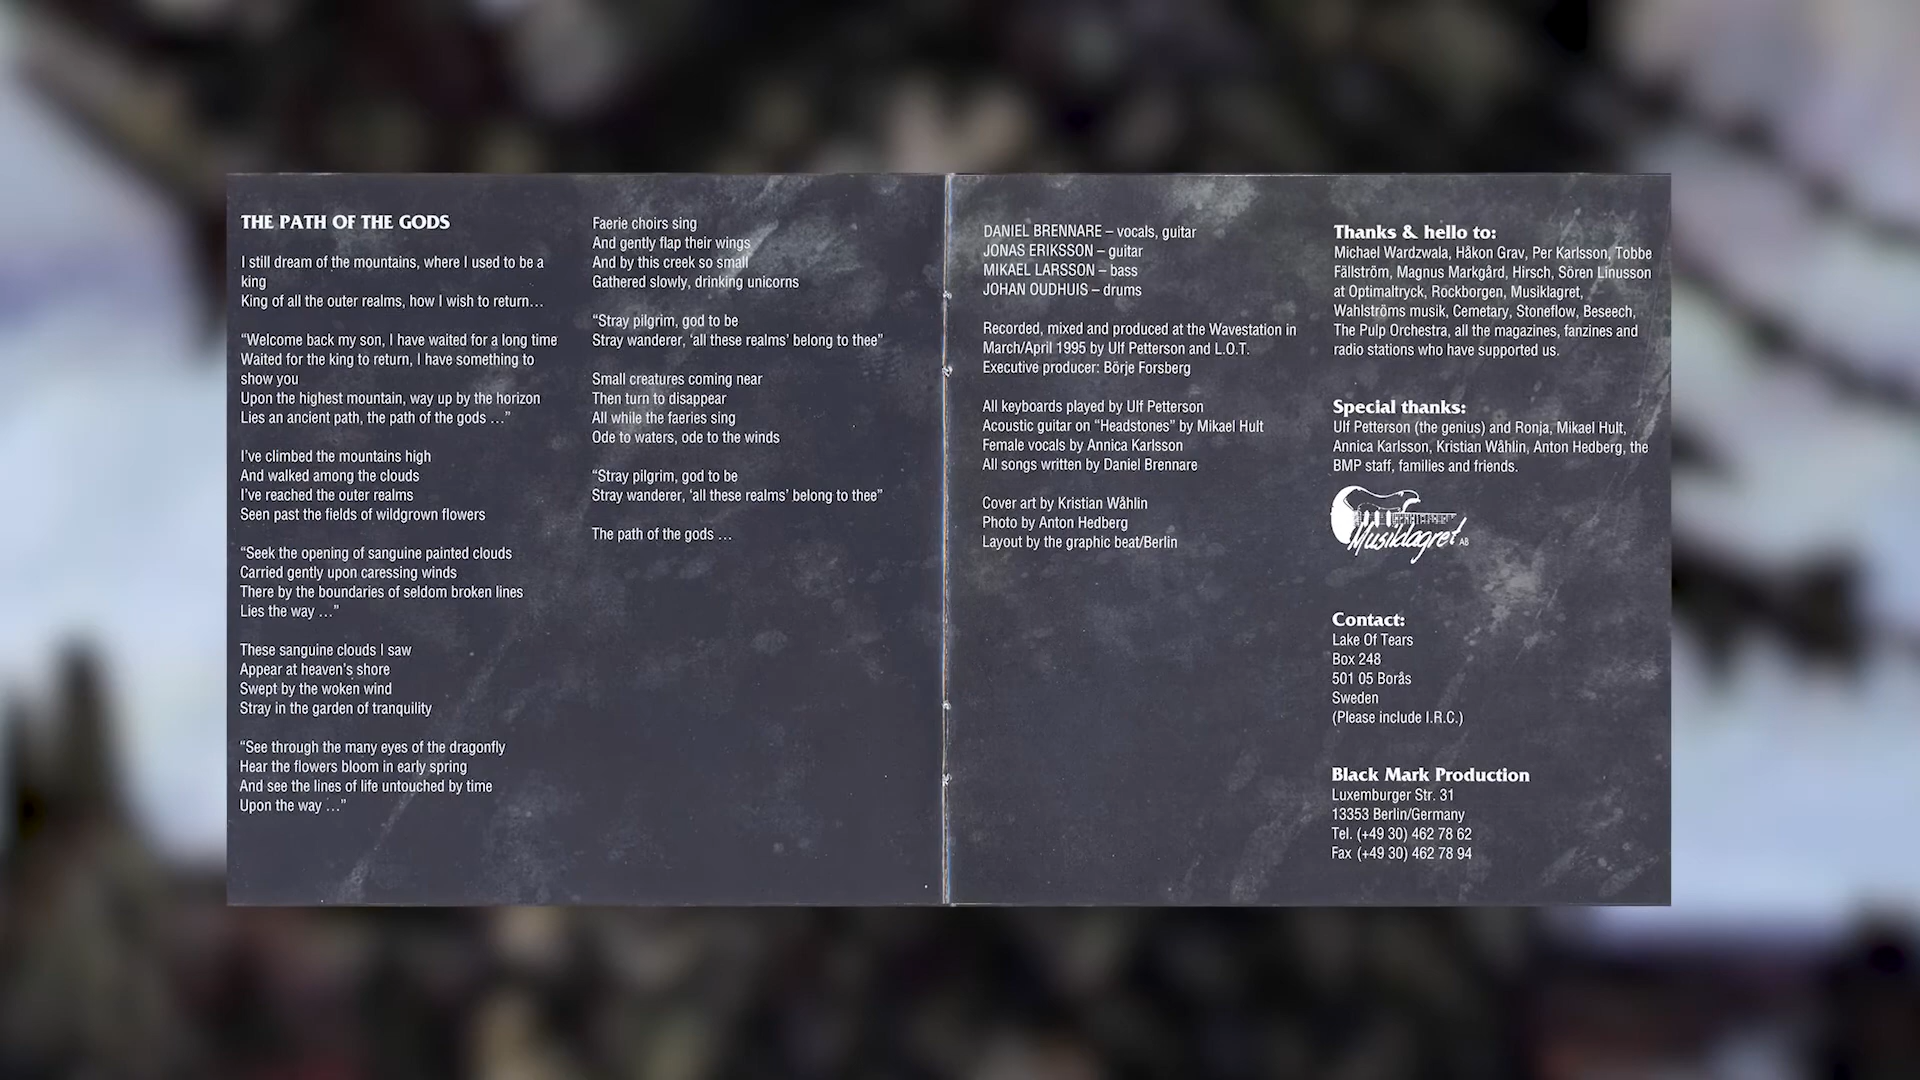 THE PATH OF THE GODS
I still dream of the mountains, where I used to be a
king
King of all the outer realms, how I wish to return…
“Welcome back my son, I have waited for a long time
Waited for the king to return, I have something to
show you
Upon the highest mountain, way up by the horizon
Lies an ancient path, the path of the gods …”
I’ve climbed the mountains high
And walked among the clouds
I’ve reached the outer realms
Seen past the fields of wildgrown flowers
“Seek the opening of sanguine painted clouds
Carried gently upon caressing winds
There by the boundaries of seldom broken lines
Lies the way …”
These sanguine clouds I saw
Appear at heaven’s shore
Swept by the woken wind
Stray in the garden of tranquility
“See through the many eyes of the dragonfly
Hear the flowers bloom in early spring
And see the lines of life untouched by time
Upon the way …”
Faerie choirs sing
And gently flap their wings
And by this creek so small
Gathered slowly, drinking unicorns
“Stray pilgrim, god to be
Stray wanderer, ‘all these realms’ belong to thee”
Small creatures coming near
Then turn to disappear
All while the faeries sing
Ode to waters, ode to the winds
“Stray pilgrim, god to be
Stray wanderer, ‘all these realms’ belong to thee”
The path of the gods …
DANIEL BRENNARE – vocals, guitar
JONAS ERIKSSON – guitar
MIKAEL LARSSON – bass
JOHAN OUDHUIS – drums
Recorded, mixed and produced at the Wavestation in
March/April 1995 by Ulf Petterson and L.O.T.
Executive producer: Börje Forsberg
All keyboards played by Ulf Petterson
Acoustic guitar on “Headstones” by Mikael Hult
Female vocals by Annica Karlsson
All songs written by Daniel Brennare
Cover art by Kristian Wåhlin
Photo by Anton Hedberg
Layout by the graphic beat/Berlin
Thanks & hello to:
Michael Wardzwala, Håkon Grav, Per Karlsson, Tobbe
Fällström, Magnus Markgård, Hirsch, Sören Linusson
at Optimaltryck, Rockborgen, Musiklagret,
Wahlströms musik, Cemetary, Stoneflow, Beseech,
The Pulp Orchestra, all the magazines, fanzines and
radio stations who have supported us.
Special thanks:
Ulf Petterson (the genius) and Ronja, Mikael Hult,
Annica Karlsson, Kristian Wåhlin, Anton Hedberg, the
BMP staff, families and friends.
Musiklagret AB
Contact:
Lake Of Tears
Box 248
501 05 Borås
Sweden
(Please include I.R.C.)
Black Mark Production
Luxemburger Str. 31
13353 Berlin/Germany
Tel. (+49 30) 462 78 62
Fax (+49 30) 462 78 94